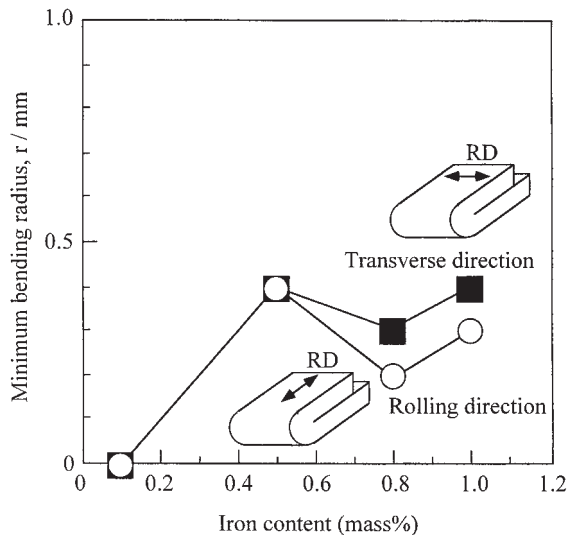 1.0
RD
0.5
Transverse direction
RD
Rolling direction
0
0 0.2 0.4 0.6 0.8 1.0 1.2
Iron content (mass%)
Minimum bending radius, r / mm